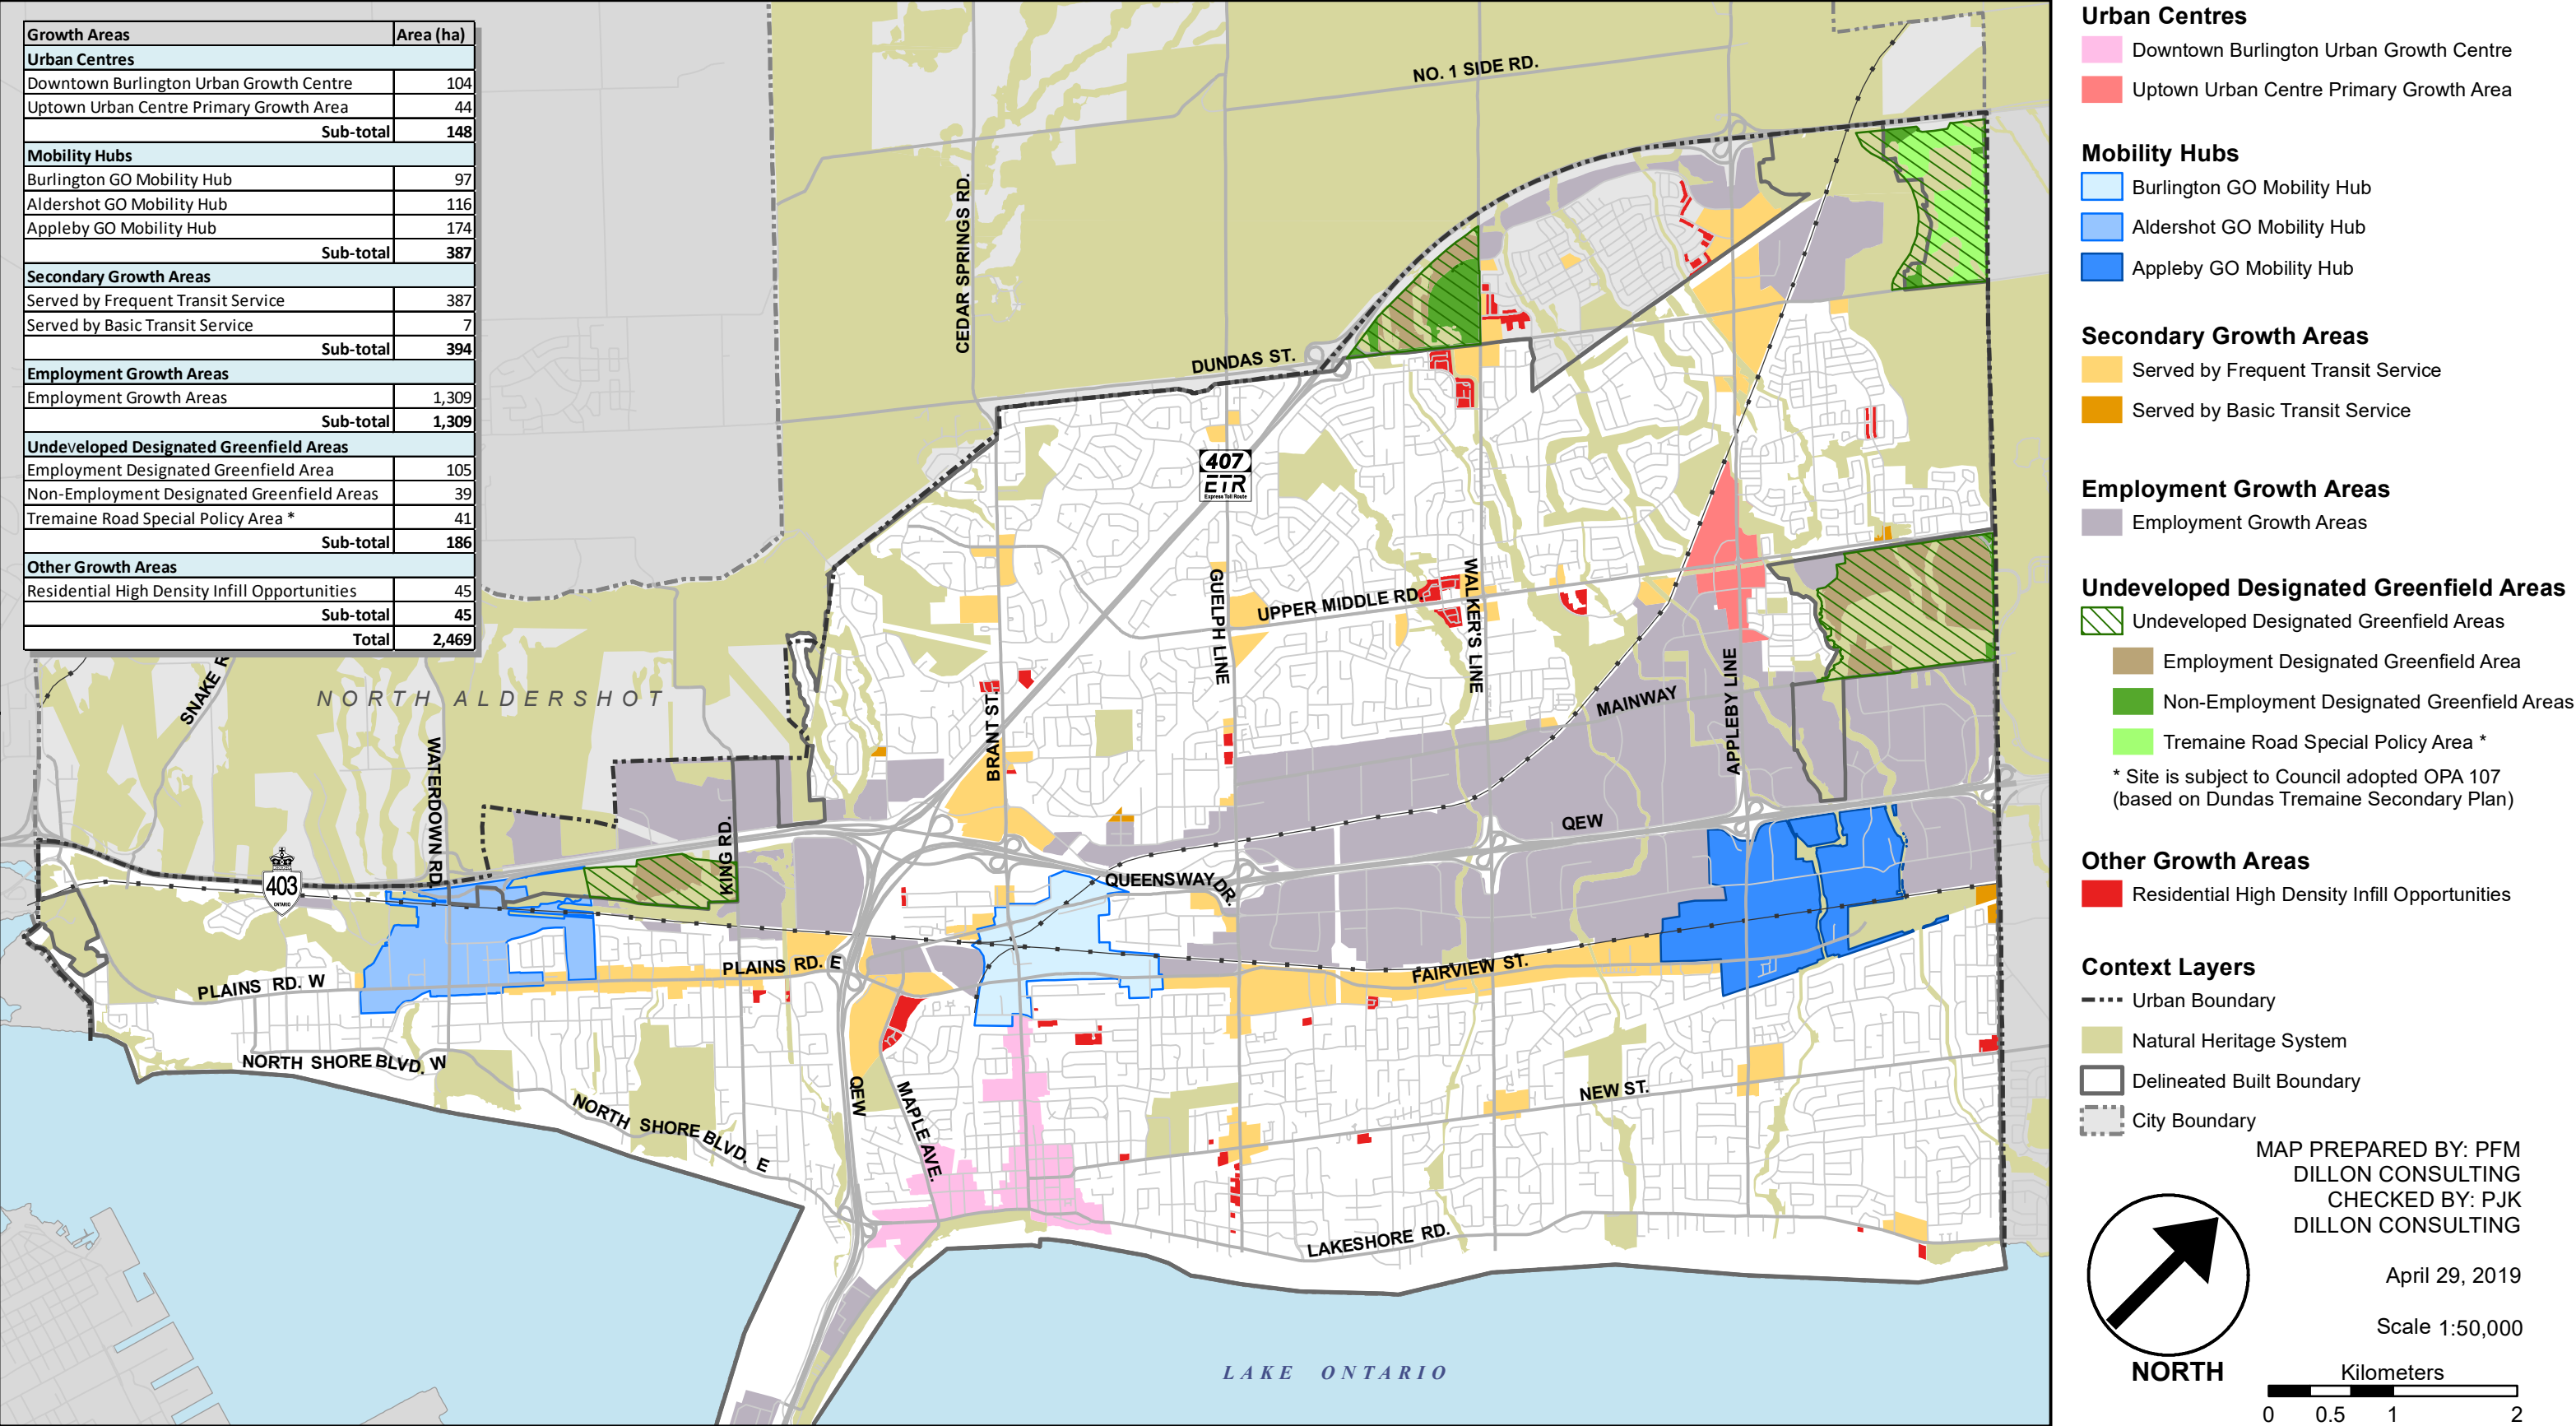 Growth Areas Area (ha)
Urban Centres
Downtown Burlington Urban Growth Centre 104
Uptown Urban Centre Primary Growth Area 44
Sub-total 148
Mobility Hubs
Burlington GO Mobility Hub 97
Aldershot GO Mobility Hub 116
Appleby GO Mobility Hub 174
Sub-total 387
Secondary Growth Areas
Served by Frequent Transit Service 387
Served by Basic Transit Service 7
Sub-total 394
Employment Growth Areas
Employment Growth Areas 1,309
Sub-total 1,309
Undeveloped Designated Greenfield Areas
Employment Designated Greenfield Area 105
Non-Employment Designated Greenfield Areas 39
Tremaine Road Special Policy Area * 41
Sub-total 186
Other Growth Areas
Residential High Density Infill Opportunities 45
Sub-total 45
Total 2,469
NO. 1 SIDE RD.
CEDAR SPRINGS RD.
DUNDAS ST.
407
ETR
Express Toll Route
GUELPH LINE
UPPER MIDDLE RD.
WALKER'S LINE
APPLEBY LINE
MAINWAY
BRANT ST.
SNAKE R
NORTH ALDERSHOT
WATERDOWN RD.
KING RD.
403
ONTARIO
QEW
QUEENSWAY DR.
PLAINS RD. E
PLAINS RD. W
FAIRVIEW ST.
NORTH SHORE BLVD. W
NORTH SHORE BLVD. E
QEW
MAPLE AVE.
NEW ST.
LAKESHORE RD.
LAKE ONTARIO
Urban Centres
Downtown Burlington Urban Growth Centre
Uptown Urban Centre Primary Growth Area
Mobility Hubs
Burlington GO Mobility Hub
Aldershot GO Mobility Hub
Appleby GO Mobility Hub
Secondary Growth Areas
Served by Frequent Transit Service
Served by Basic Transit Service
Employment Growth Areas
Employment Growth Areas
Undeveloped Designated Greenfield Areas
Undeveloped Designated Greenfield Areas
Employment Designated Greenfield Area
Non-Employment Designated Greenfield Areas
Tremaine Road Special Policy Area *
* Site is subject to Council adopted OPA 107
(based on Dundas Tremaine Secondary Plan)
Other Growth Areas
Residential High Density Infill Opportunities
Context Layers
Urban Boundary
Natural Heritage System
Delineated Built Boundary
City Boundary
MAP PREPARED BY: PFM
DILLON CONSULTING
CHECKED BY: PJK
DILLON CONSULTING
April 29, 2019
Scale 1:50,000
NORTH
Kilometers
0 0.5 1 2